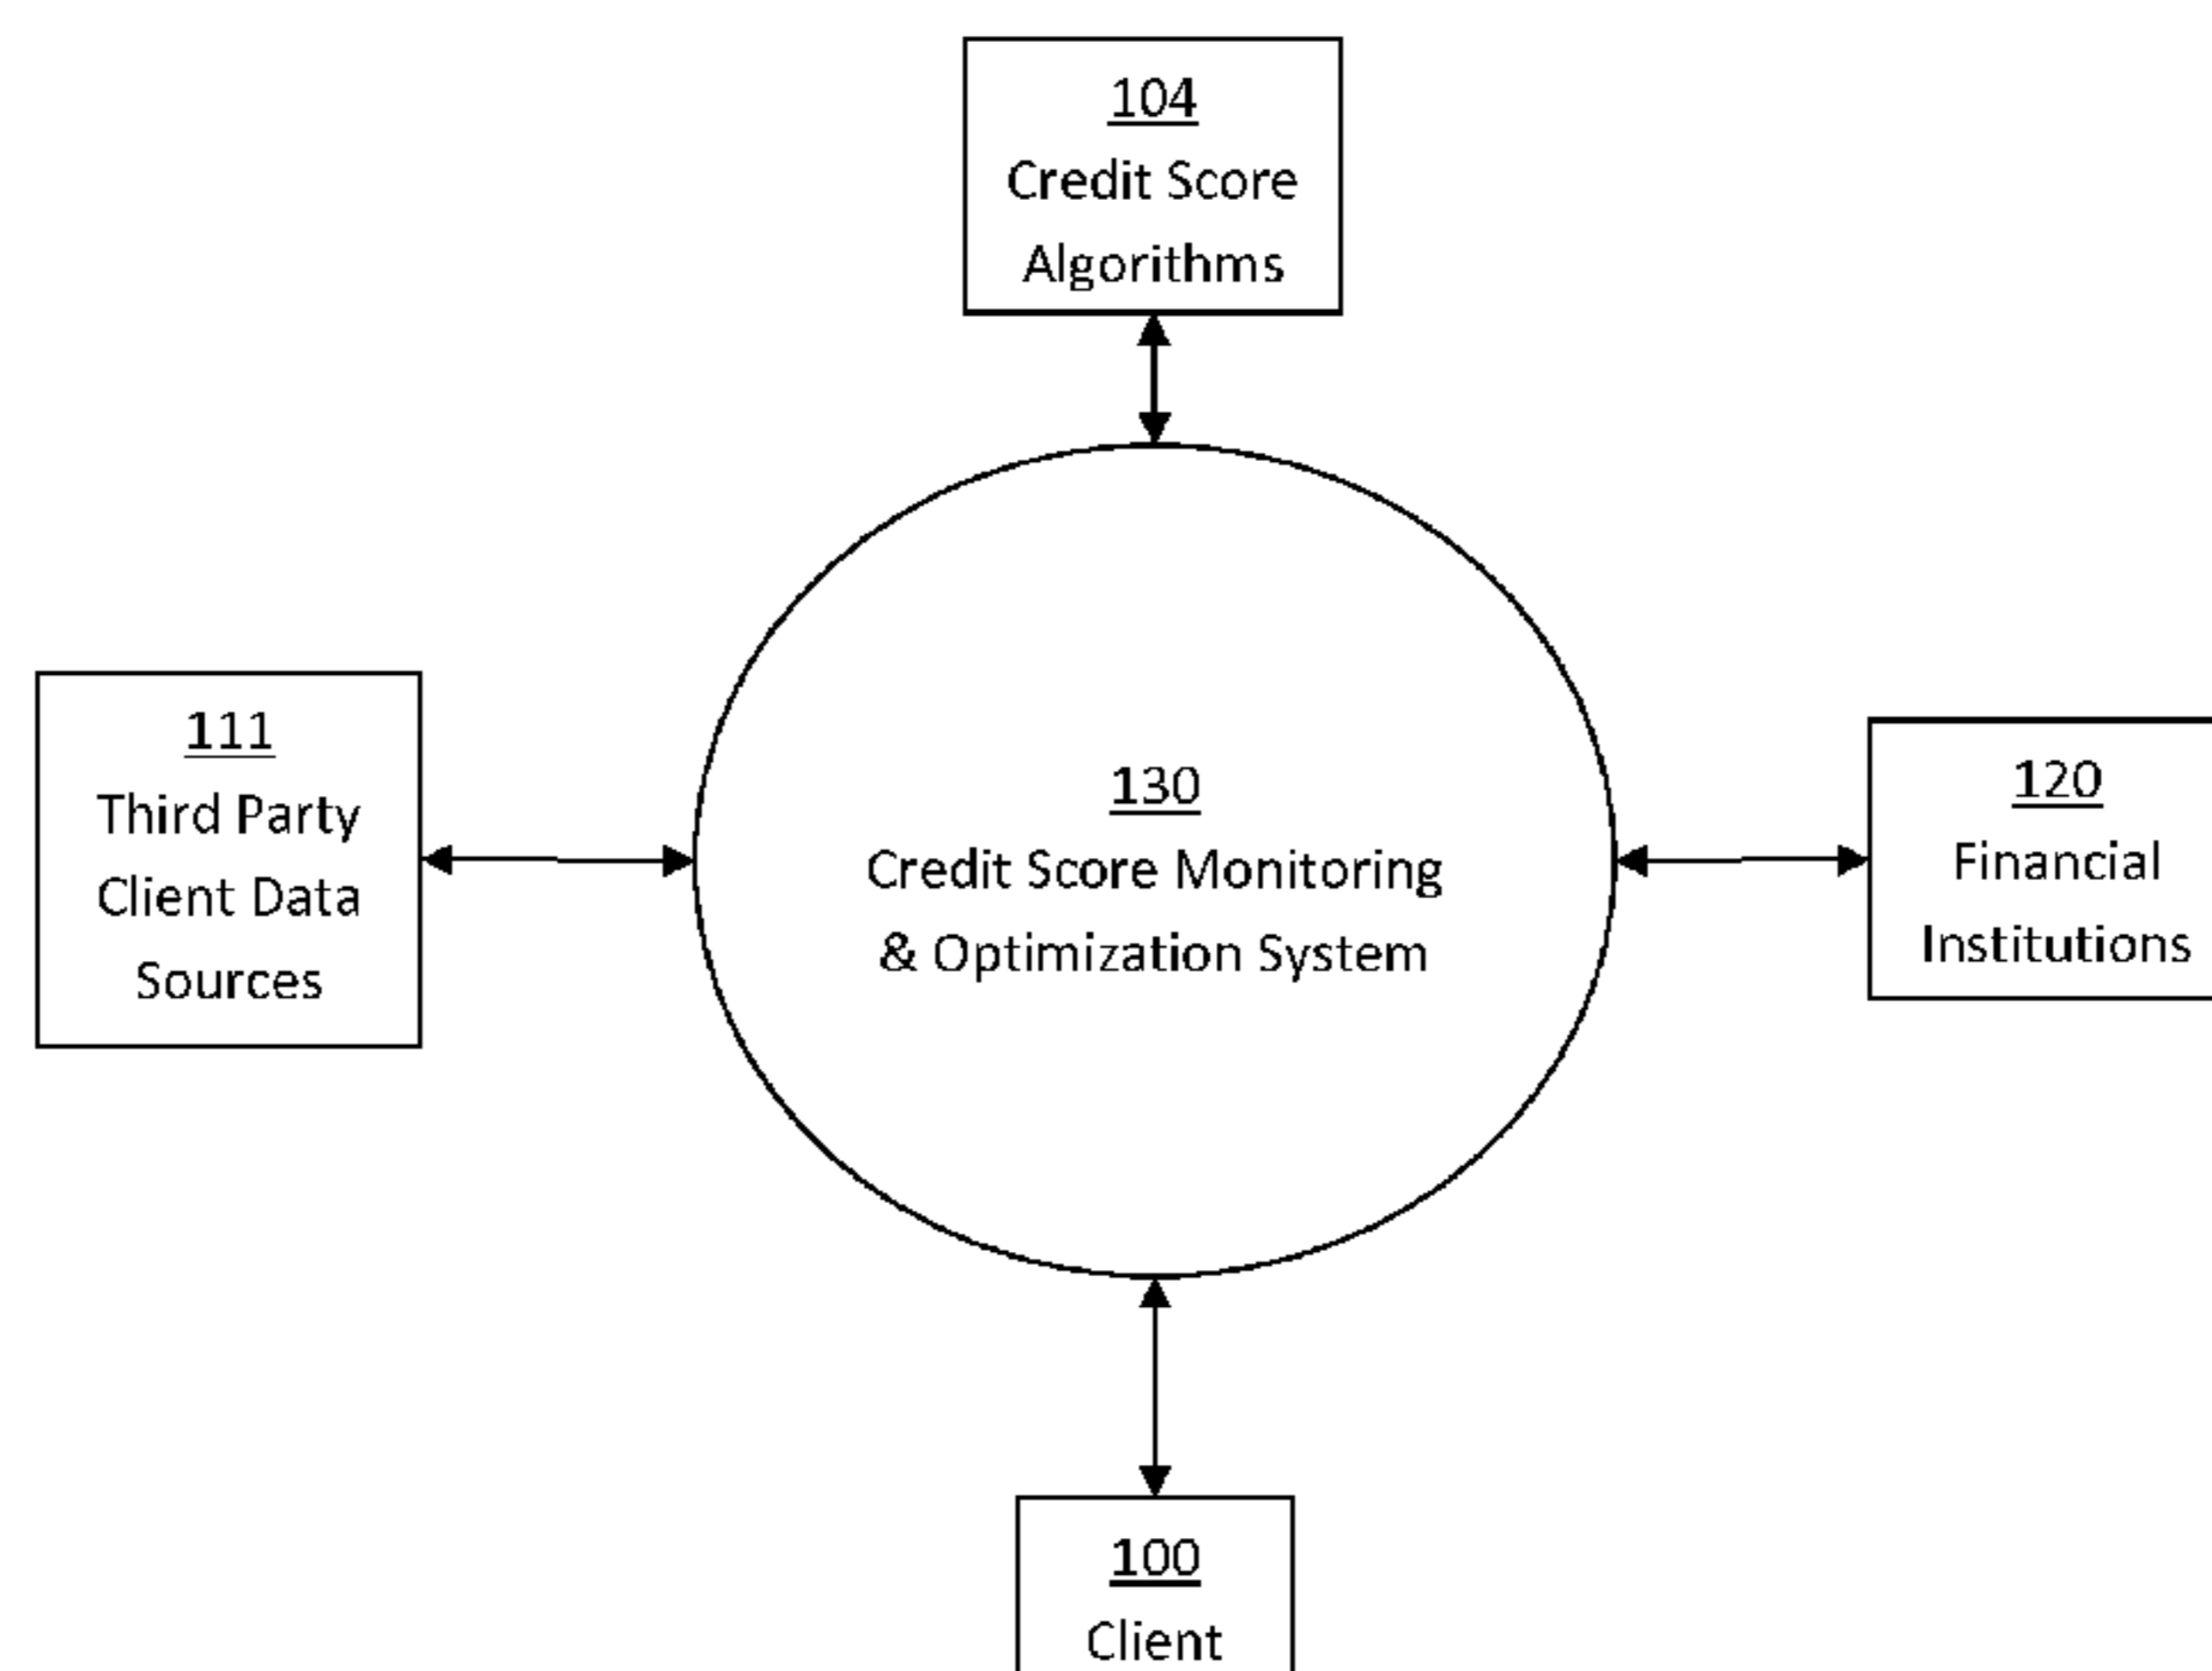 104
Credit Score
Algorithms
111
Third Party
Client Data
Sources
130
Credit Score Monitoring
& Optimization System
120
Financial
Institutions
100
Client